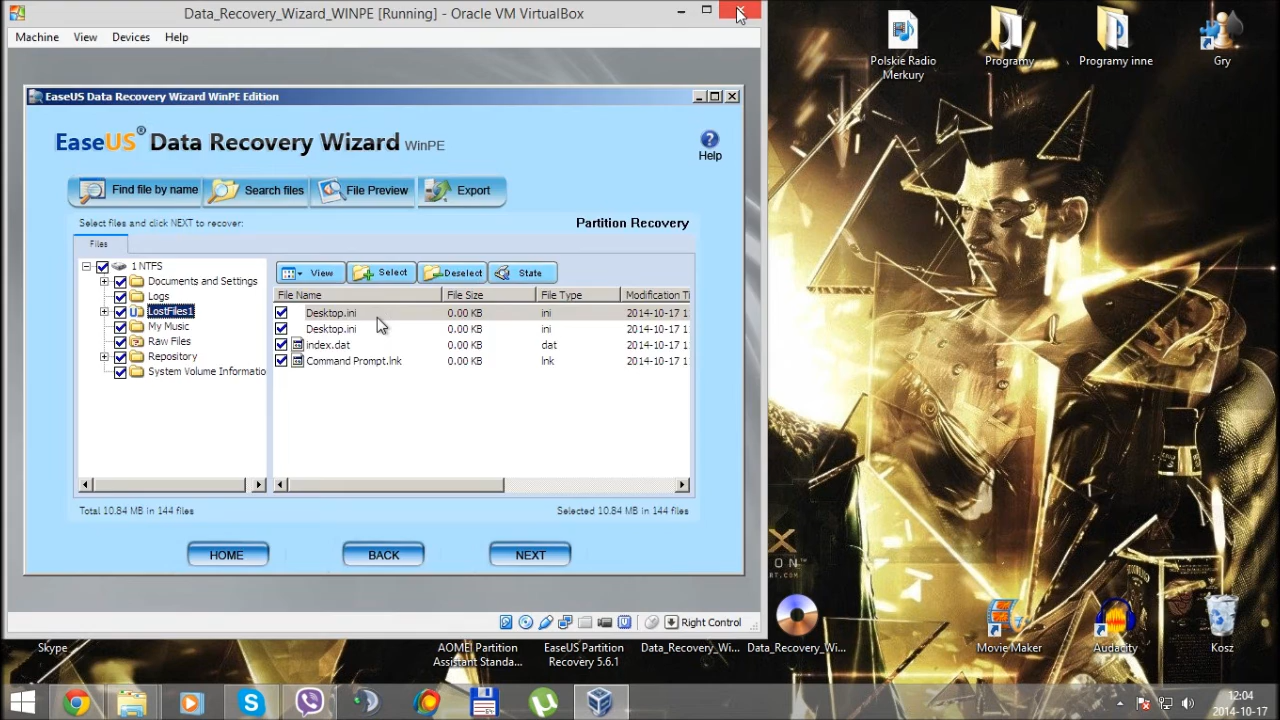 Data_Recovery_Wizard_WINPE [Running] - Oracle VM VirtualBox
Machine View Devices Help
EaseUS Data Recovery Wizard WinPE Edition
EaseUS® Data Recovery Wizard WinPE
Help
Find file by name Search files File Preview Export
Select files and click NEXT to recover:
Partition Recovery
Files
1 NTFS
Documents and Settings
Logs
LostFiles1
My Music
Raw Files
Repository
System Volume Informatio
View Select Deselect State
File Name File Size File Type Modification Ti
Desktop.ini 0.00 KB ini 2014-10-17 1
Desktop.ini 0.00 KB ini 2014-10-17 1
index.dat 0.00 KB dat 2014-10-17 1
Command Prompt.lnk 0.00 KB lnk 2014-10-17 1
Total 10.84 MB in 144 files
Selected 10.84 MB in 144 files
HOME BACK NEXT
Right Control
Polskie Radio
Merkury
Programy
Programy inne
Gry
Skype
AOMEI Partition
Assistant Standa...
EaseUS Partition
Recovery 5.6.1
Data_Recovery_Wi...
Data_Recovery_Wi...
Movie Maker
Audacity
Kosz
12:04
2014-10-17